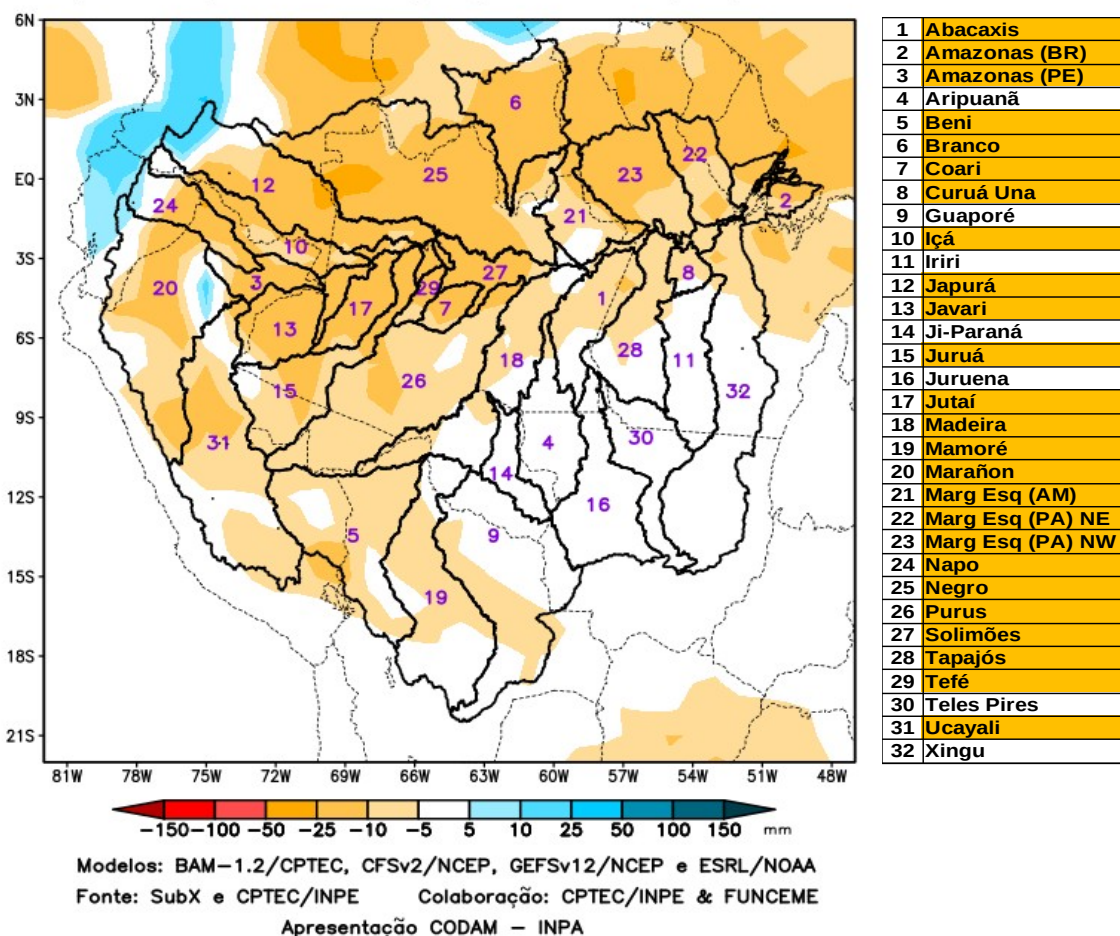 6N
3N
EQ
3S
6S
9S
12S
15S
18S
21S
81W 78W 75W 72W 69W 66W 63W 60W 57W 54W 51W 48W
6
25
12
23
22
24
21
2
10
27
3
20
29
8
7
17
1
13
18
28
11
26
15
32
31
4
30
14
16
5
9
19
−150 −100 −50 −25 −10 −5 5 10 25 50 100 150 mm
Modelos: BAM−1.2/CPTEC, CFSv2/NCEP, GEFSv12/NCEP e ESRL/NOAA
Fonte: SubX e CPTEC/INPE Colaboração: CPTEC/INPE & FUNCEME
Apresentação CODAM − INPA
1 Abacaxis
2 Amazonas (BR)
3 Amazonas (PE)
4 Aripuanã
5 Beni
6 Branco
7 Coari
8 Curuá Una
9 Guaporé
10 Içá
11 Iriri
12 Japurá
13 Javari
14 Ji-Paraná
15 Juruá
16 Juruena
17 Jutaí
18 Madeira
19 Mamoré
20 Marañon
21 Marg Esq (AM)
22 Marg Esq (PA) NE
23 Marg Esq (PA) NW
24 Napo
25 Negro
26 Purus
27 Solimões
28 Tapajós
29 Tefé
30 Teles Pires
31 Ucayali
32 Xingu